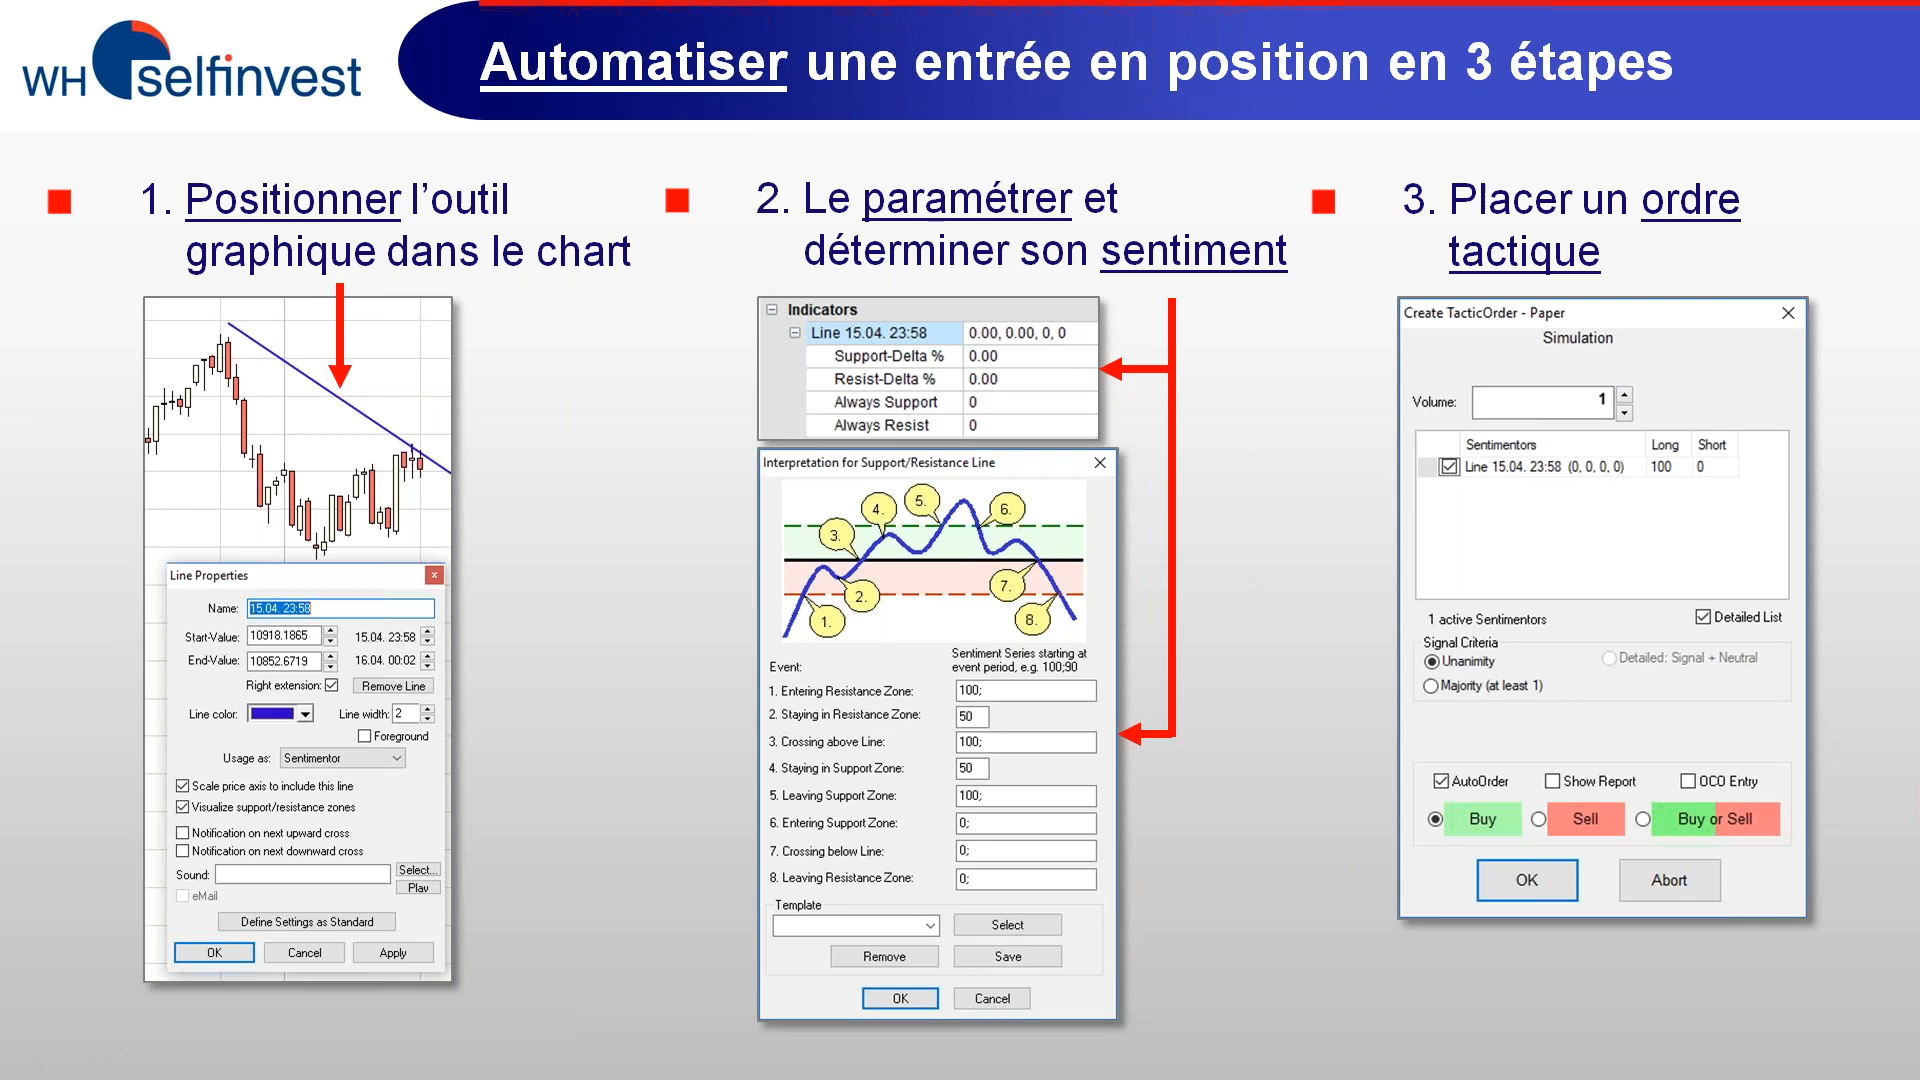 WH selfinvest
Automatiser une entrée en position en 3 étapes
1. Positionner l’outil
graphique dans le chart
2. Le paramétrer et
déterminer son sentiment
3. Placer un ordre
tactique
Line Properties
Name: 15.04. 23:58
Start-Value: 10918.1865 15.04. 23:58
End-Value: 10852.6719 16.04. 00:02
Right extension: Remove Line
Line color: Line width: 2
Foreground
Usage as: Sentimentor
Scale price axis to include this line
Visualize support/resistance zones
Notification on next upward cross
Notification on next downward cross
Sound: Select...
Play
eMail
Define Settings as Standard
OK Cancel Apply
Indicators
Line 15.04. 23:58 0.00, 0.00, 0, 0
Support-Delta % 0.00
Resist-Delta % 0.00
Always Support 0
Always Resist 0
Interpretation for Support/Resistance Line
1. 2. 3. 4. 5. 6. 7. 8.
Sentiment Series starting at
Event: event period, e.g. 100;90
1. Entering Resistance Zone: 100;
2. Staying in Resistance Zone: 50
3. Crossing above Line: 100;
4. Staying in Support Zone: 50
5. Leaving Support Zone: 100;
6. Entering Support Zone: 0;
7. Crossing below Line: 0;
8. Leaving Resistance Zone: 0;
Template
Select
Remove Save
OK Cancel
Create TacticOrder - Paper
Simulation
Volume: 1
Sentimentors Long Short
Line 15.04. 23:58 (0, 0, 0, 0) 100 0
1 active Sentimentors Detailed List
Signal Criteria
Unanimity Detailed: Signal + Neutral
Majority (at least 1)
AutoOrder Show Report OCO Entry
Buy Sell Buy or Sell
OK Abort